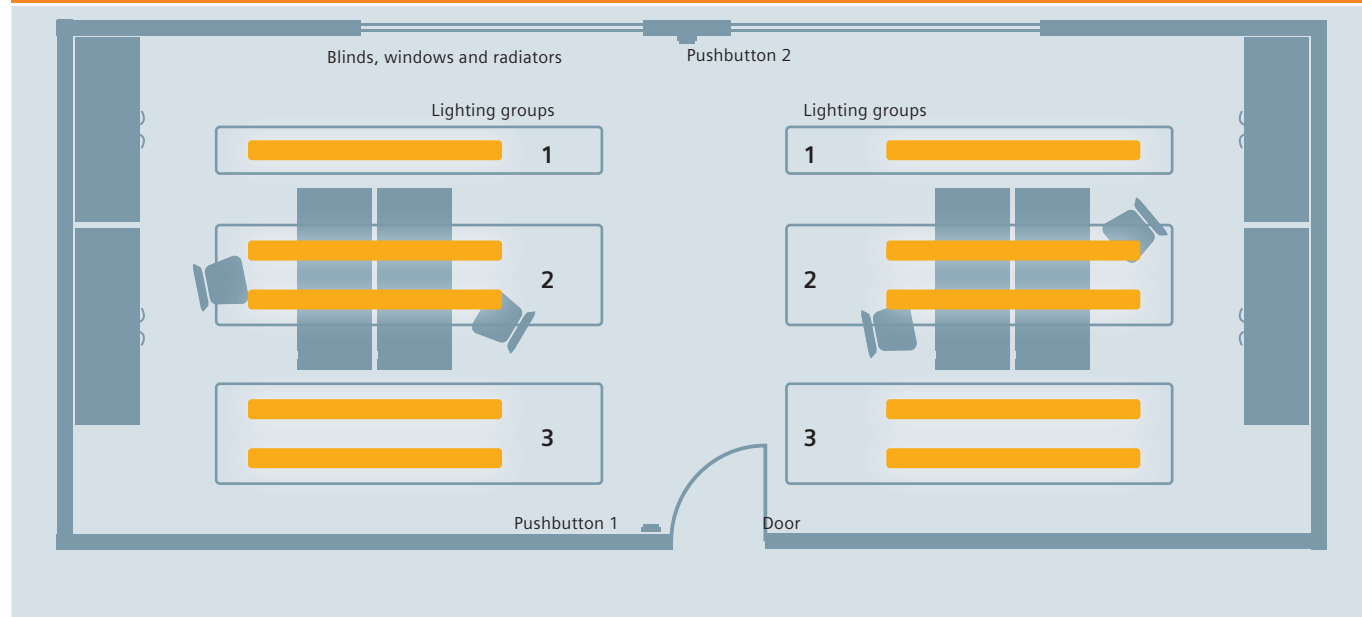 Blinds, windows and radiators
Pushbutton 2
Lighting groups
Lighting groups
1
1
2
2
3
3
Pushbutton 1
Door